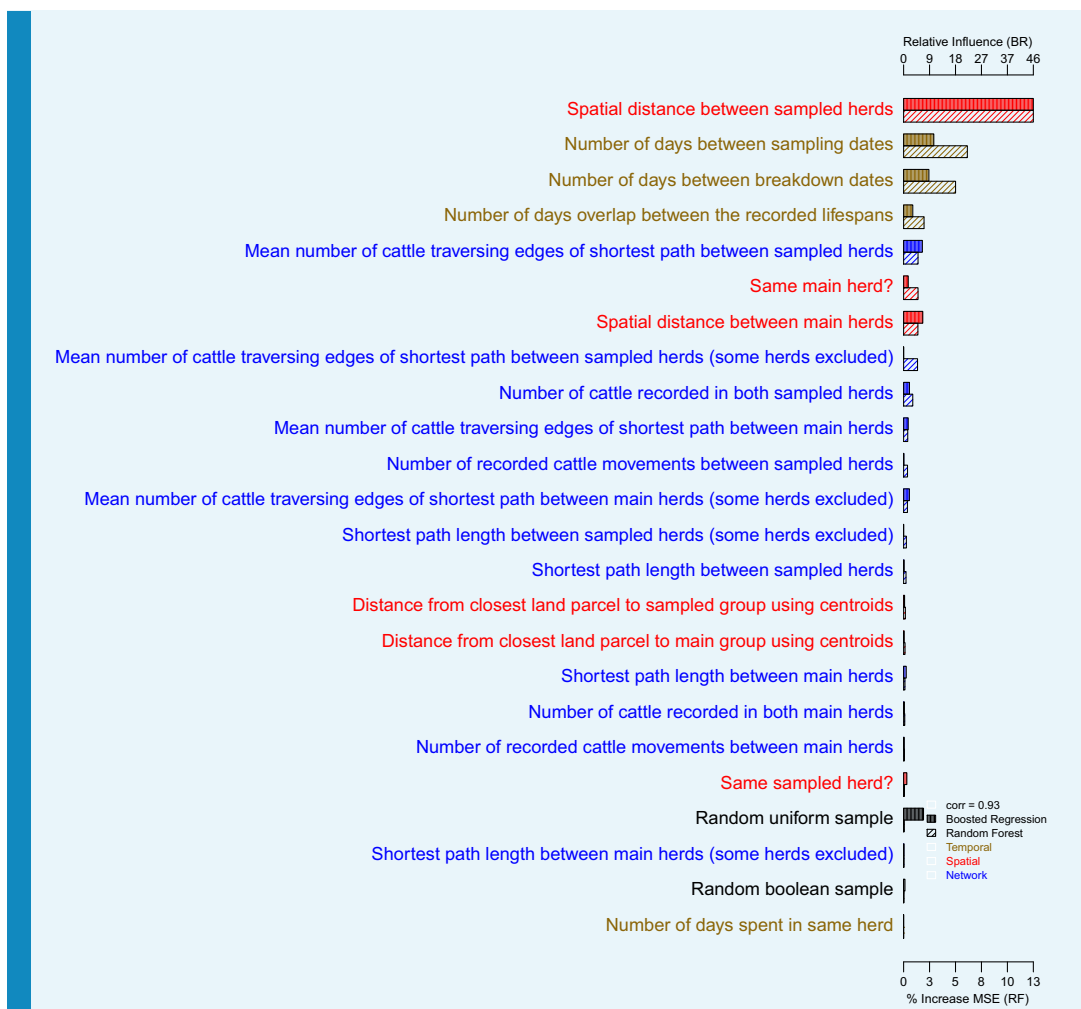 Relative Influence (BR)
0 9 18 27 37 46
Spatial distance between sampled herds
Number of days between sampling dates
Number of days between breakdown dates
Number of days overlap between the recorded lifespans
Mean number of cattle traversing edges of shortest path between sampled herds
Same main herd?
Spatial distance between main herds
Mean number of cattle traversing edges of shortest path between sampled herds (some herds excluded)
Number of cattle recorded in both sampled herds
Mean number of cattle traversing edges of shortest path between main herds
Number of recorded cattle movements between sampled herds
Mean number of cattle traversing edges of shortest path between main herds (some herds excluded)
Shortest path length between sampled herds (some herds excluded)
Shortest path length between sampled herds
Distance from closest land parcel to sampled group using centroids
Distance from closest land parcel to main group using centroids
Shortest path length between main herds
Number of cattle recorded in both main herds
Number of recorded cattle movements between main herds
Same sampled herd?
Random uniform sample
Shortest path length between main herds (some herds excluded)
Random boolean sample
Number of days spent in same herd
corr = 0.93
Boosted Regression
Random Forest
Temporal
Spatial
Network
0 3 5 8 10 13
% Increase MSE (RF)